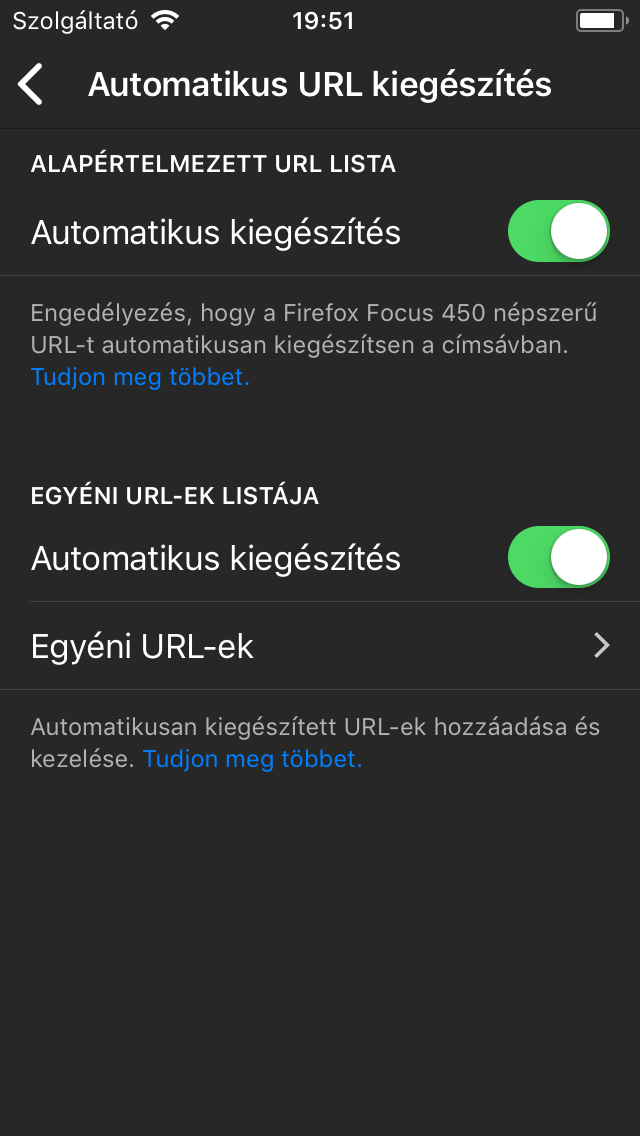 Szolgáltató 19:51
Automatikus URL kiegészítés
ALAPÉRTELMEZETT URL LISTA
Automatikus kiegészítés
Engedélyezés, hogy a Firefox Focus 450 népszerű
URL-t automatikusan kiegészítsen a címsávban.
Tudjon meg többet.
EGYÉNI URL-EK LISTÁJA
Automatikus kiegészítés
Egyéni URL-ek
Automatikusan kiegészített URL-ek hozzáadása és
kezelése. Tudjon meg többet.